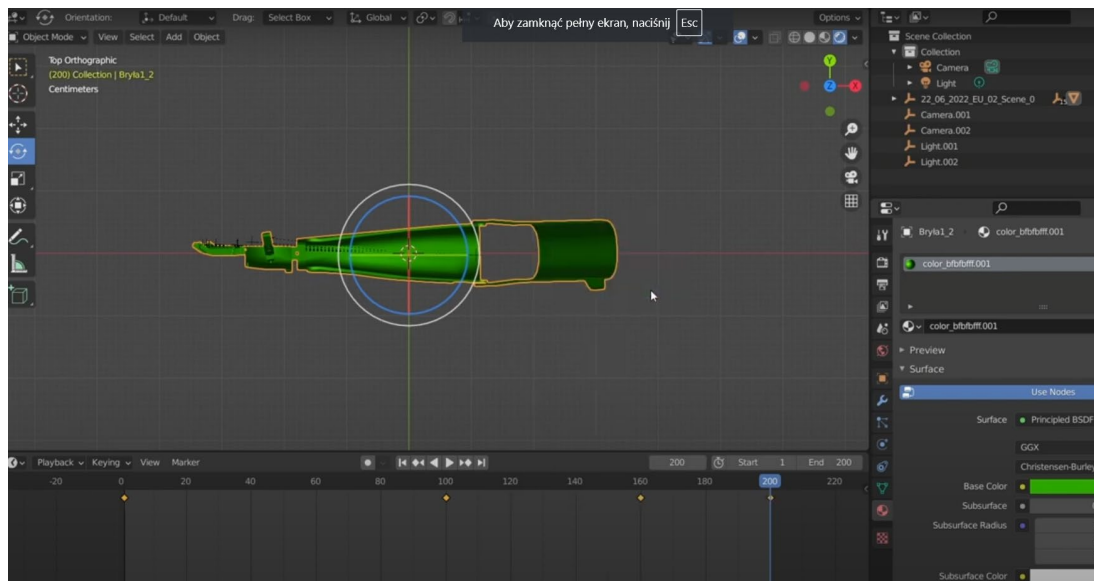 Orientation: Default Drag: Select Box Global Aby zamknąć pełny ekran, naciśnij Esc Options
Object Mode View Select Add Object
Top Orthographic
(200) Collection | Bryła1_2
Centimeters
Y
Z X
Scene Collection
Collection
Camera
Light
22_06_2022_EU_02_Scene_0
Camera.001
Camera.002
Light.001
Light.002
Bryła1_2 color_bfbfbfff.001
color_bfbfbfff.001
color_bfbfbfff.001
Preview
Surface
Use Nodes
Surface Principled BSDF
GGX
Christensen-Burley
Base Color
Subsurface
Subsurface Radius
Subsurface Color
Playback Keying View Marker 200 Start 1 End 200
-20 0 20 40 60 80 100 120 140 160 180 200 220